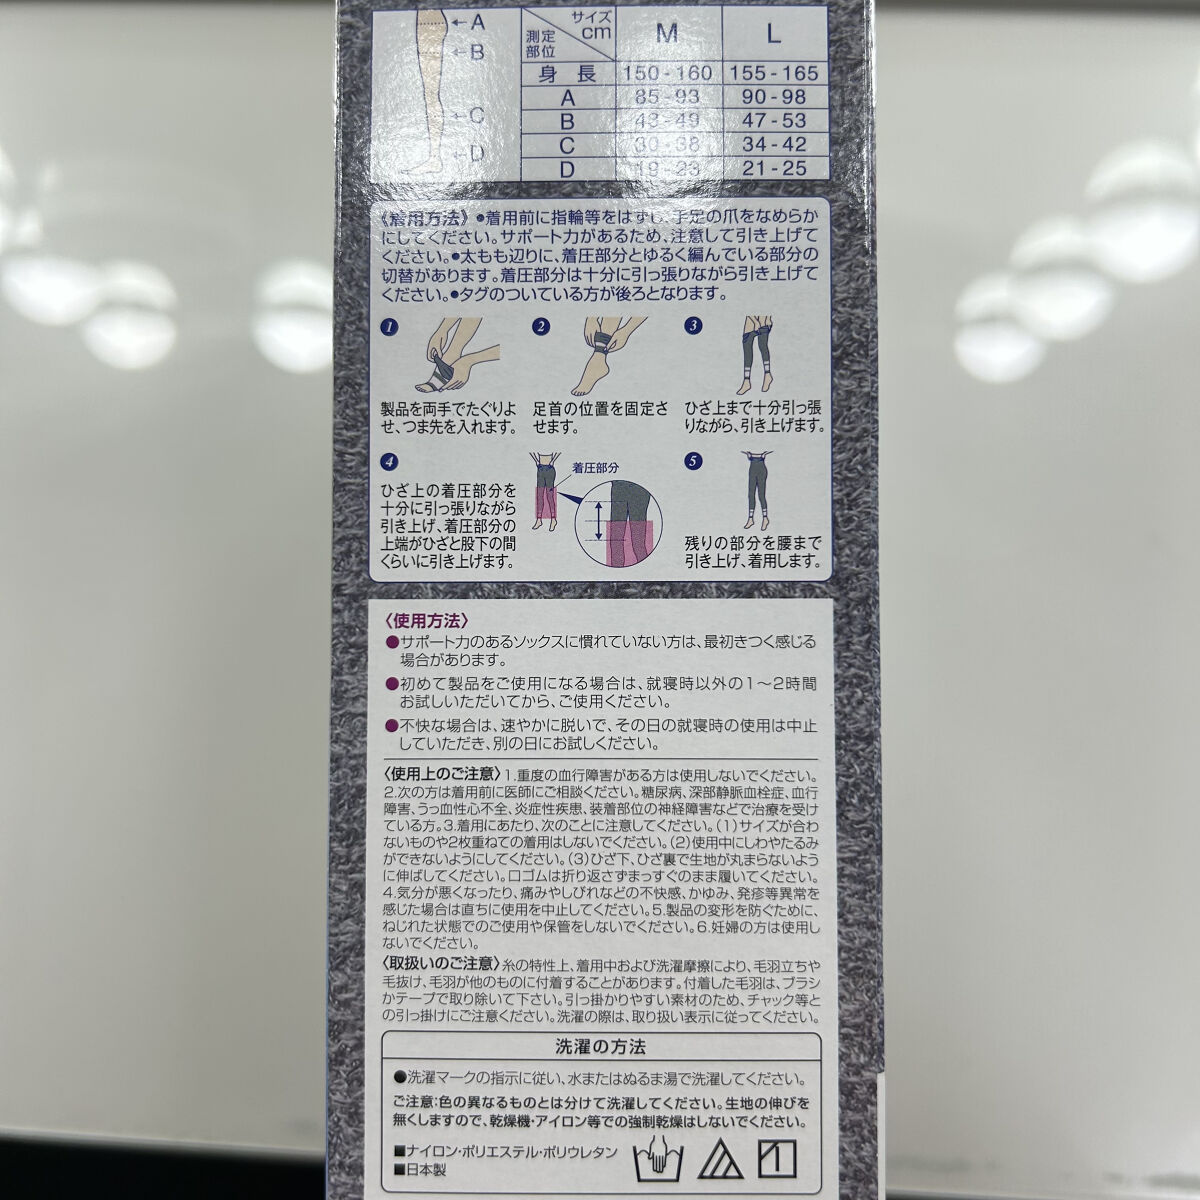 A
B
C
D
サイズ
cm
測定
部位
M
L
身 長
150-160
155-165
A
85-93
90-98
B
43-49
47-53
C
30-38
34-42
D
19-23
21-25
〈着用方法〉●着用前に指輪等をはずし、手足の爪をなめらか
にしてください。サポート力があるため、注意して引き上げて
ください。●太もも辺りに、着圧部分とゆるく編んでいる部分の
切替があります。着圧部分は十分に引っ張りながら引き上げて
ください。●タグのついている方が後ろとなります。
1
製品を両手でたぐりよ
せ、つま先を入れます。
2
足首の位置を固定さ
せます。
3
ひざ上まで十分引っ張
りながら、引き上げます。
4
ひざ上の着圧部分を
十分に引っ張りながら
引き上げ、着圧部分の
上端がひざと股下の間
くらいに引き上げます。
着圧部分
5
残りの部分を腰まで
引き上げ、着用します。
〈使用方法〉
●サポート力のあるソックスに慣れていない方は、最初きつく感じる
場合があります。
●初めて製品をご使用になる場合は、就寝時以外の1〜2時間
お試しいただいてから、ご使用ください。
●不快な場合は、速やかに脱いで、その日の就寝時の使用は中止
していただき、別の日にお試しください。
〈使用上のご注意〉1.重度の血行障害がある方は使用しないでください。
2.次の方は着用前に医師にご相談ください。糖尿病、深部静脈血栓症、血行
障害、うっ血性心不全、炎症性疾患、装着部位の神経障害などで治療を受け
ている方。3.着用にあたり、次のことに注意してください。(1)サイズが合わ
ないものや2枚重ねての着用はしないでください。(2)使用中にしわやたるみ
ができないようにしてください。(3)ひざ下、ひざ裏で生地が丸まらないよう
に伸ばしてください。口ゴムは折り返さずまっすぐのまま履いてください。
4.気分が悪くなったり、痛みやしびれなどの不快感、かゆみ、発疹等異常を
感じた場合は直ちに使用を中止してください。5.製品の変形を防ぐために、
ねじれた状態でのご使用や保管をしないでください。6.妊婦の方は使用し
ないでください。
〈取扱いのご注意〉糸の特性上、着用中および洗濯摩擦により、毛羽立ちや
毛抜け、毛羽が他のものに付着することがあります。付着した毛羽は、ブラシ
かテープで取り除いて下さい。引っ掛かりやすい素材のため、チャック等と
の引っ掛けにご注意ください。洗濯の際は、取り扱い表示に従ってください。
洗濯の方法
●洗濯マークの指示に従い、水またはぬるま湯で洗濯してください。
ご注意:色の異なるものとは分けて洗濯してください。生地の伸びを
無くしますので、乾燥機・アイロン等での強制乾燥はしないでください。
■ナイロン・ポリエステル・ポリウレタン
■日本製